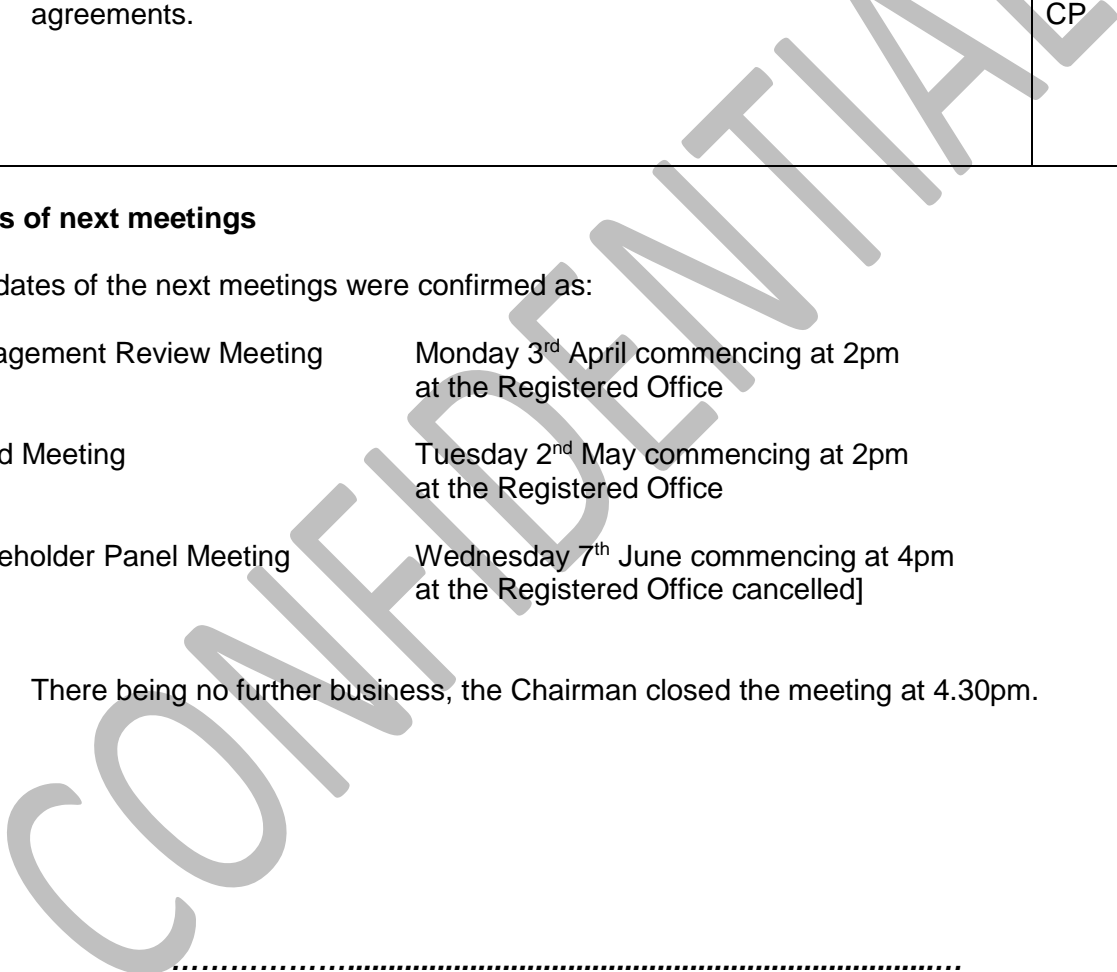 agreements.
CP
s of next meetings
dates of the next meetings were confirmed as:
agement Review Meeting Monday 3rd April commencing at 2pm
at the Registered Office
d Meeting Tuesday 2nd May commencing at 2pm
at the Registered Office
eholder Panel Meeting Wednesday 7th June commencing at 4pm
at the Registered Office cancelled]
There being no further business, the Chairman closed the meeting at 4.30pm.
CONFIDENTIAL